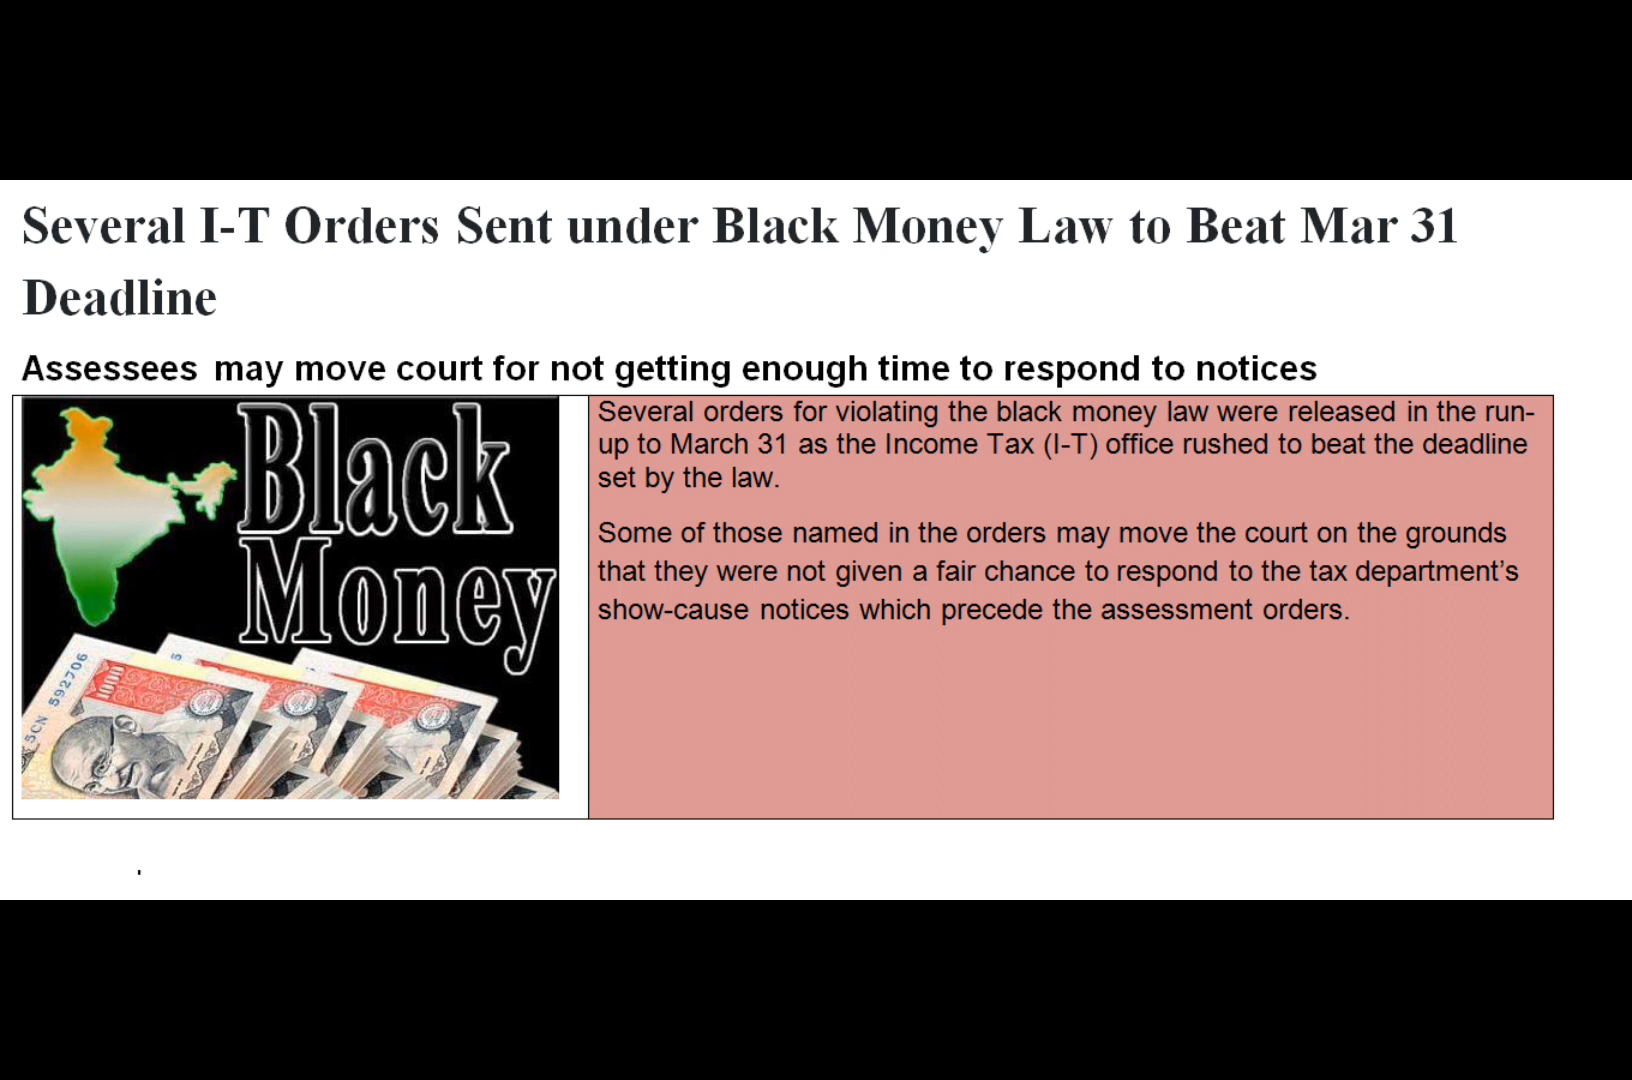 Several I-T Orders Sent under Black Money Law to Beat Mar 31
Deadline
Assessees may move court for not getting enough time to respond to notices
Black
Money
5CN 592706
1000
Several orders for violating the black money law were released in the run-
up to March 31 as the Income Tax (I-T) office rushed to beat the deadline
set by the law.
Some of those named in the orders may move the court on the grounds
that they were not given a fair chance to respond to the tax department’s
show-cause notices which precede the assessment orders.